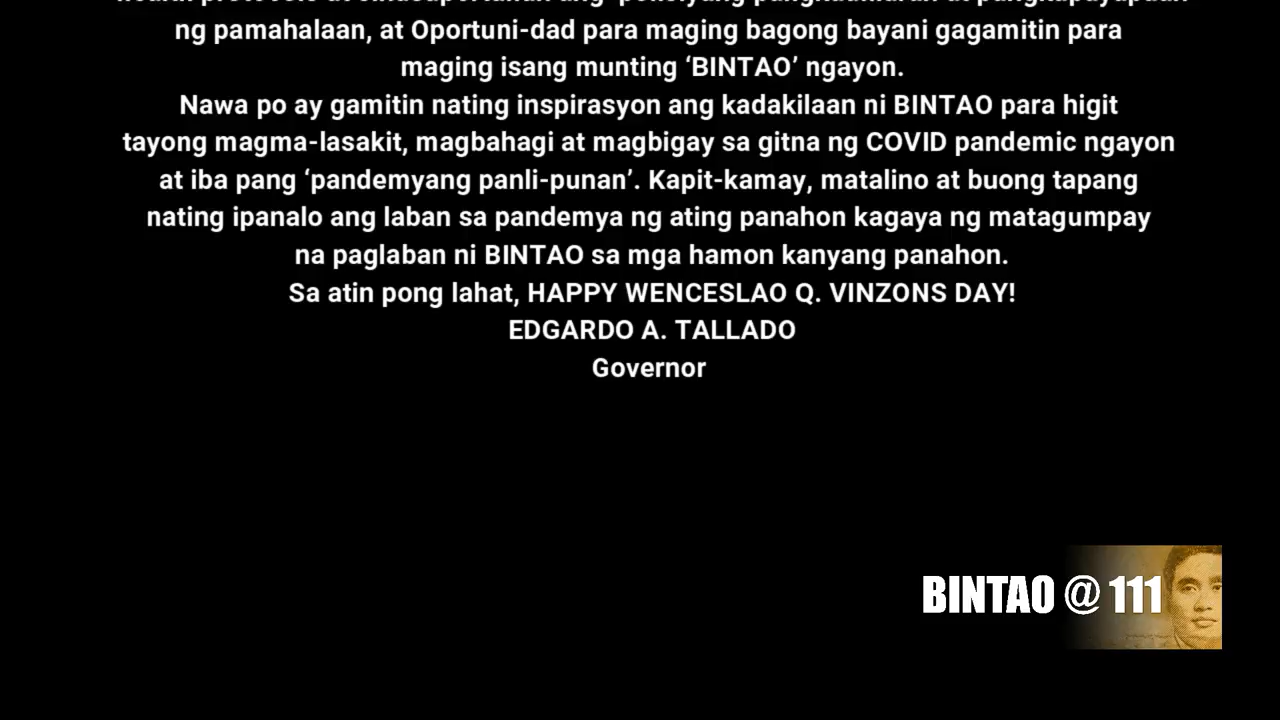 ng pamahalaan, at Oportuni-dad para maging bagong bayani gagamitin para
maging isang munting ‘BINTAO’ ngayon.
Nawa po ay gamitin nating inspirasyon ang kadakilaan ni BINTAO para higit
tayong magma-lasakit, magbahagi at magbigay sa gitna ng COVID pandemic ngayon
at iba pang ‘pandemyang panli-punan’. Kapit-kamay, matalino at buong tapang
nating ipanalo ang laban sa pandemya ng ating panahon kagaya ng matagumpay
na paglaban ni BINTAO sa mga hamon kanyang panahon.
Sa atin pong lahat, HAPPY WENCESLAO Q. VINZONS DAY!
EDGARDO A. TALLADO
Governor
BINTAO @ 111